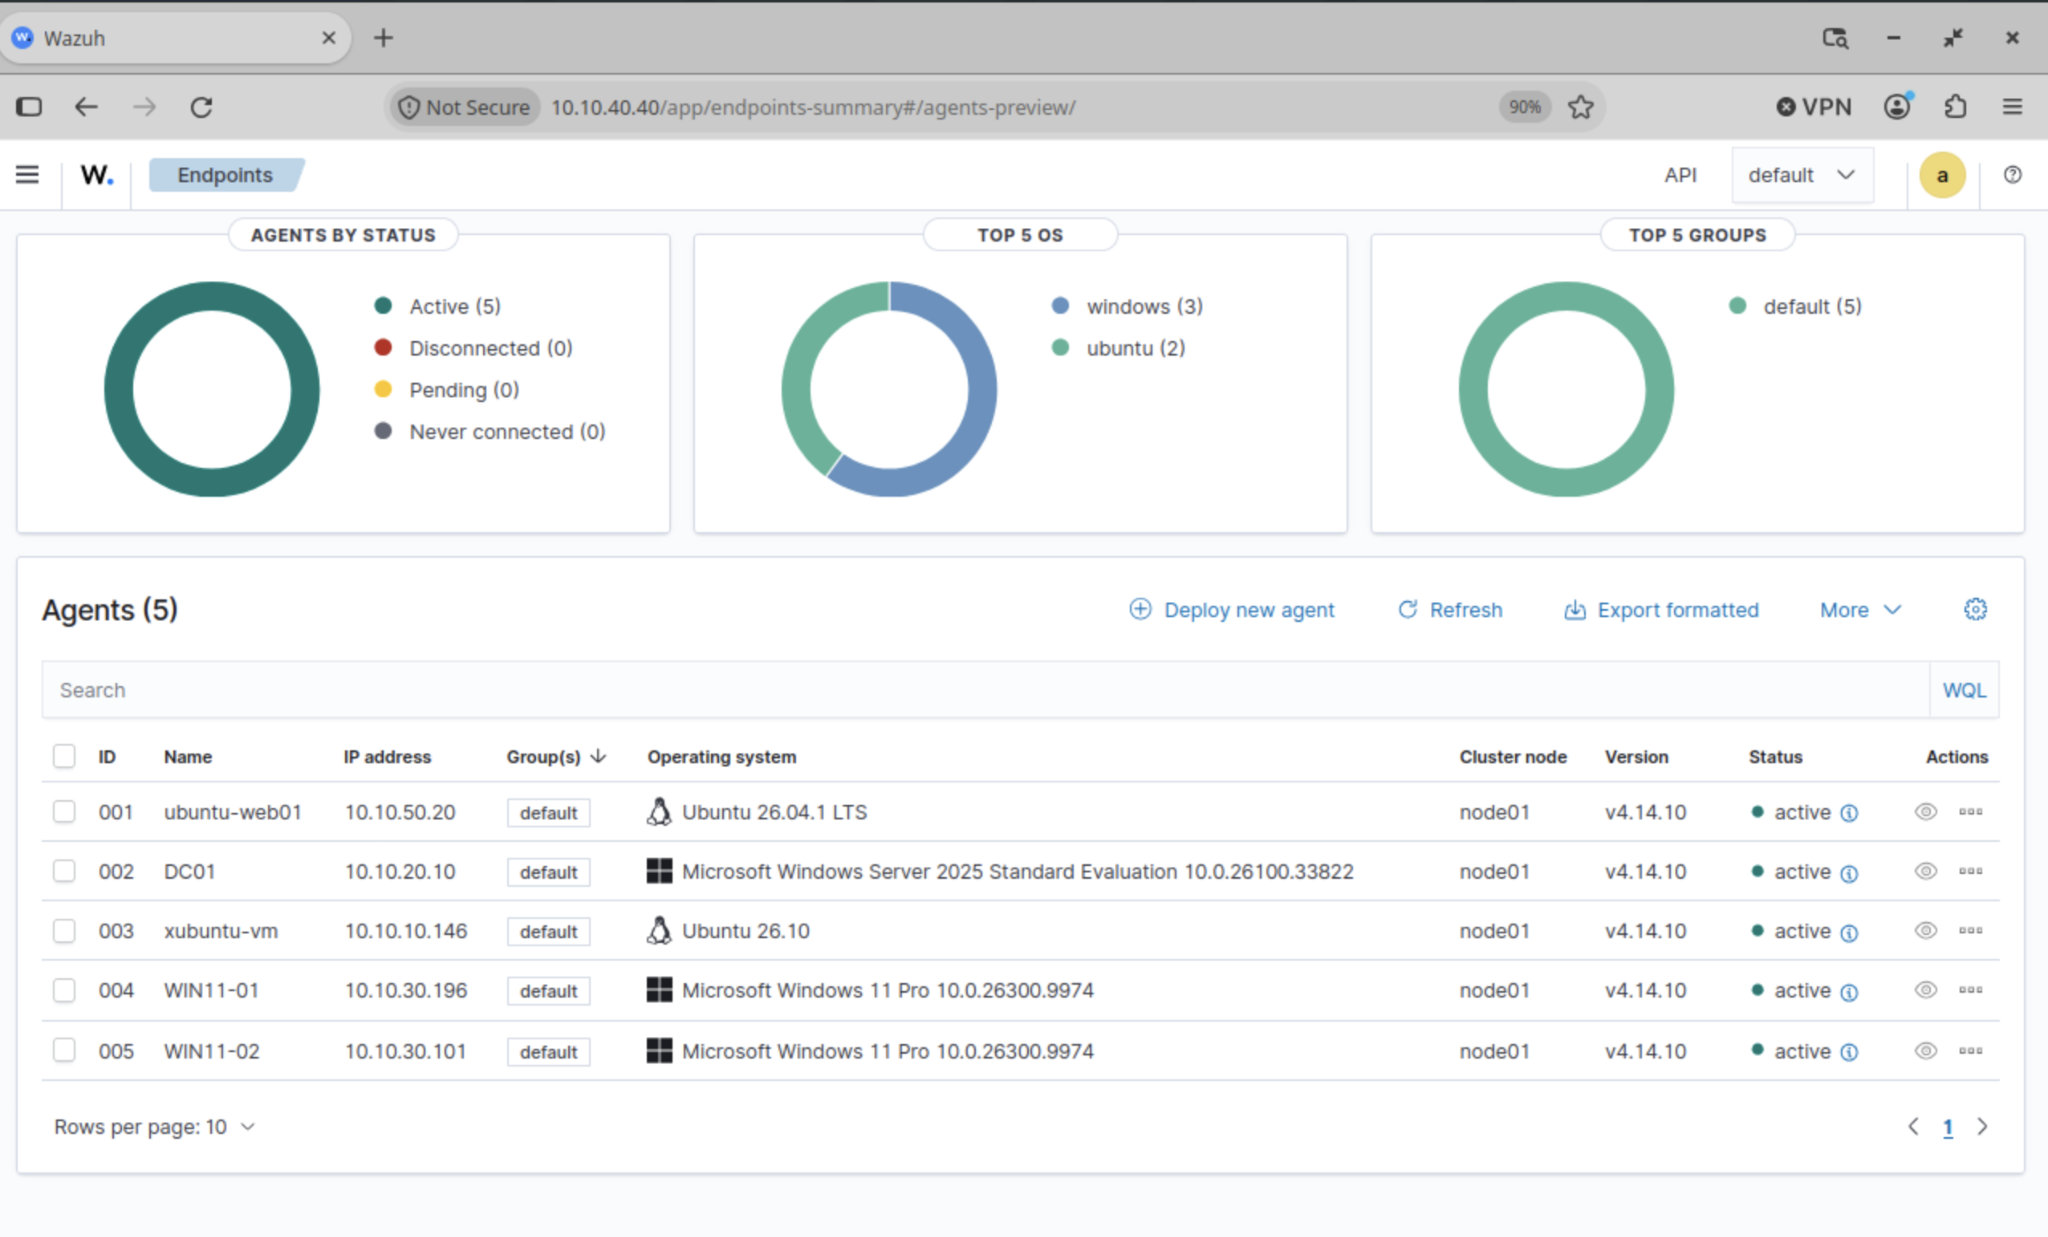 Wazuh
Not Secure 10.10.40.40/app/endpoints-summary#/agents-preview/ 90% VPN
W. Endpoints API default a
AGENTS BY STATUS
Active (5)
Disconnected (0)
Pending (0)
Never connected (0)
TOP 5 OS
windows (3)
ubuntu (2)
TOP 5 GROUPS
default (5)
Agents (5) Deploy new agent Refresh Export formatted More
Search WQL
ID Name IP address Group(s) Operating system Cluster node Version Status Actions
001 ubuntu-web01 10.10.50.20 default Ubuntu 26.04.1 LTS node01 v4.14.10 active
002 DC01 10.10.20.10 default Microsoft Windows Server 2025 Standard Evaluation 10.0.26100.33822 node01 v4.14.10 active
003 xubuntu-vm 10.10.10.146 default Ubuntu 26.10 node01 v4.14.10 active
004 WIN11-01 10.10.30.196 default Microsoft Windows 11 Pro 10.0.26300.9974 node01 v4.14.10 active
005 WIN11-02 10.10.30.101 default Microsoft Windows 11 Pro 10.0.26300.9974 node01 v4.14.10 active
Rows per page: 10 1